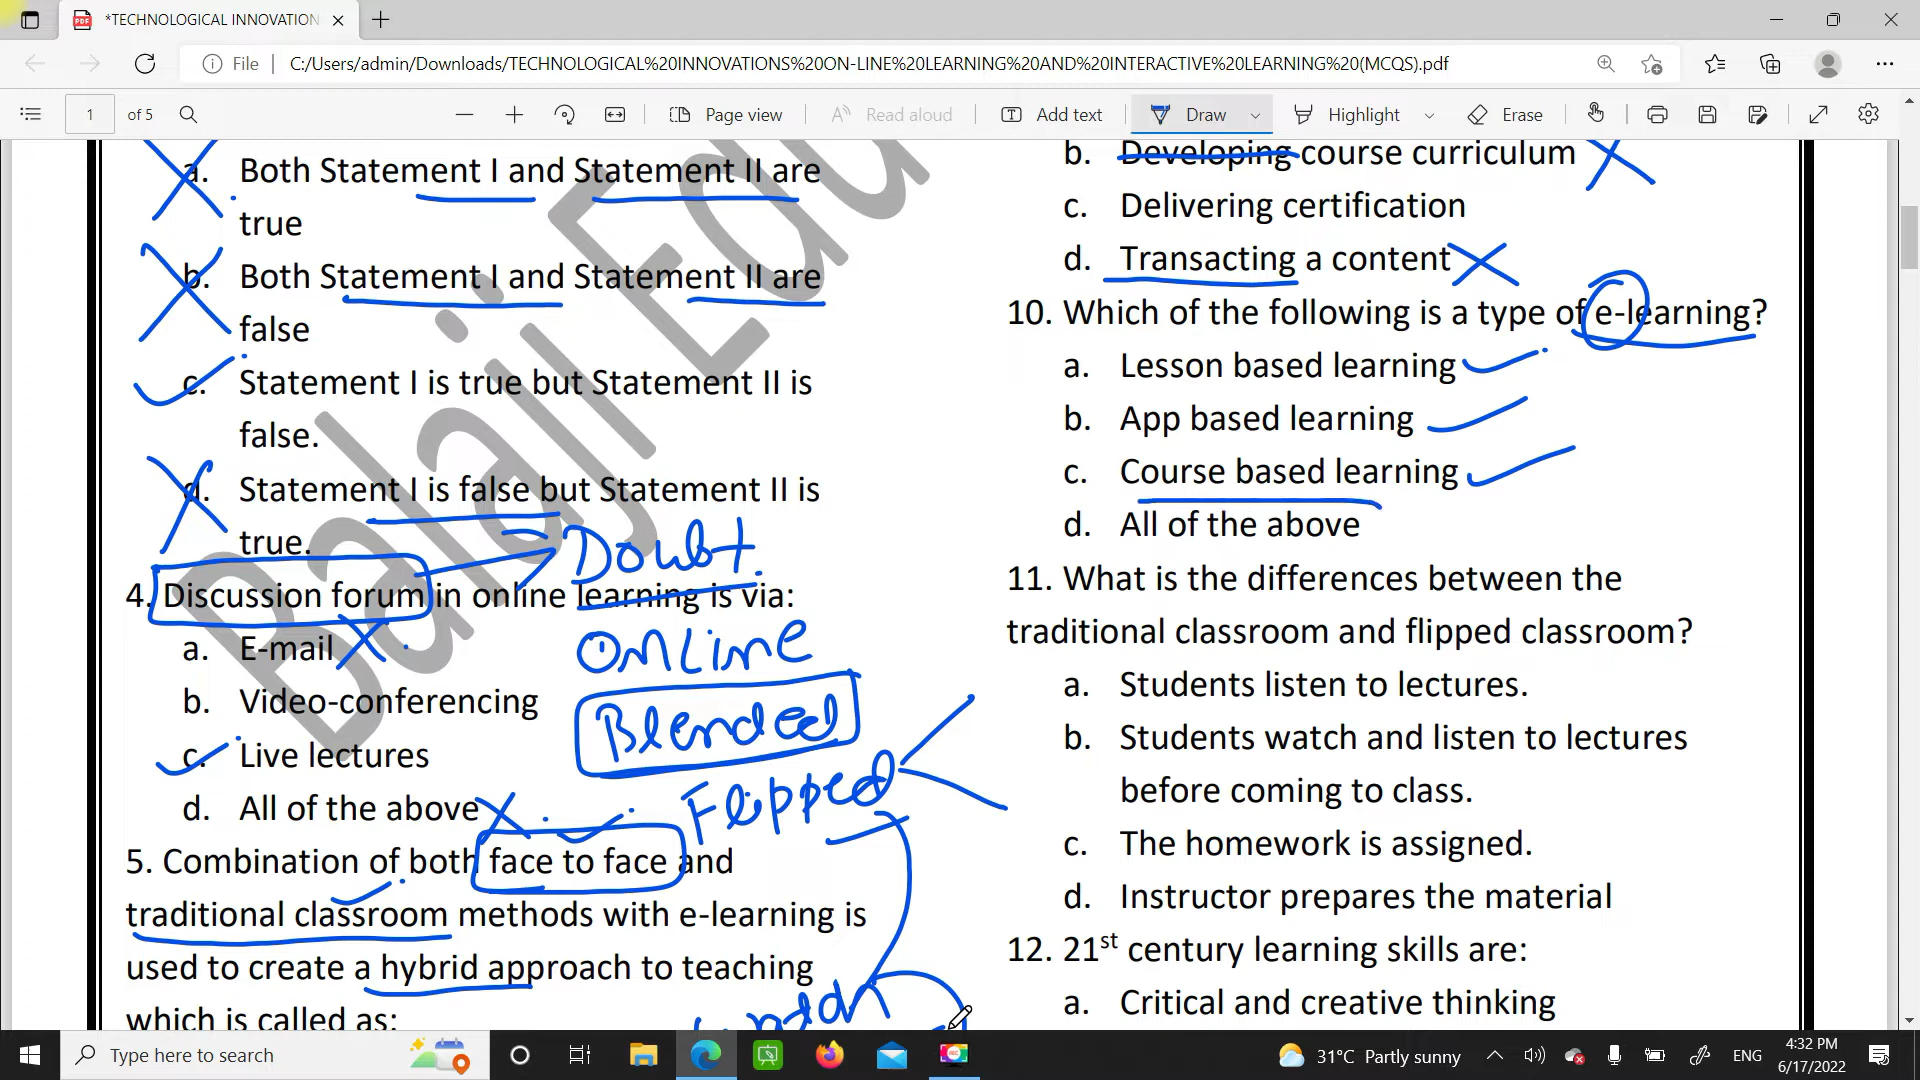 *TECHNOLOGICAL INNOVATION
File
C:/Users/admin/Downloads/TECHNOLOGICAL%20INNOVATIONS%20ON-LINE%20LEARNING%20AND%20INTERACTIVE%20LEARNING%20(MCQS).pdf
1 of 5
Page view
Read aloud
Add text
Draw
Highlight
Erase
a. Both Statement I and Statement II are
true
b. Both Statement I and Statement II are
false
c. Statement I is true but Statement II is
false.
d. Statement I is false but Statement II is
true.
Doubt
4. Discussion forum in online learning is via:
a. E-mail
OnLine
b. Video-conferencing
Blended
c. Live lectures
Flipped
d. All of the above
5. Combination of both face to face and
traditional classroom methods with e-learning is
used to create a hybrid approach to teaching
which is called as:
b. Developing course curriculum
c. Delivering certification
d. Transacting a content
10. Which of the following is a type of e-learning?
a. Lesson based learning
b. App based learning
c. Course based learning
d. All of the above
11. What is the differences between the
traditional classroom and flipped classroom?
a. Students listen to lectures.
b. Students watch and listen to lectures
before coming to class.
c. The homework is assigned.
d. Instructor prepares the material
12. 21st century learning skills are:
a. Critical and creative thinking
Balajji Edu
Type here to search
31°C Partly sunny
ENG
4:32 PM
6/17/2022